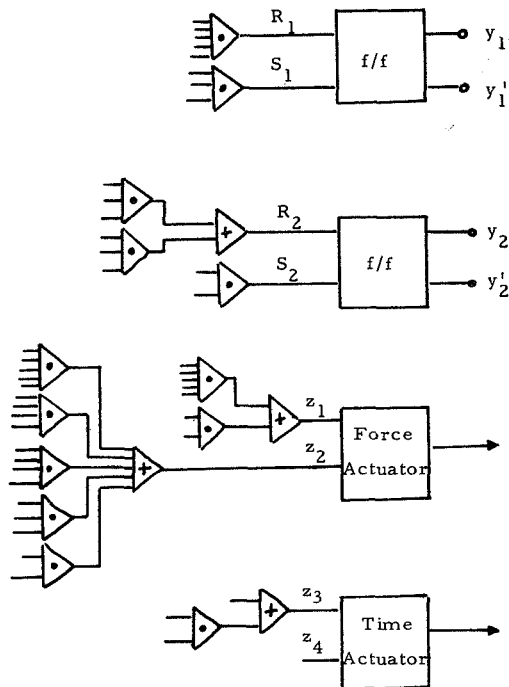 R₁ y₁
f/f
S₁ y₁'
R₂ y₂
f/f
S₂ y₂'
z₁
Force
z₂
Actuator
z₃
Time
z₄
Actuator